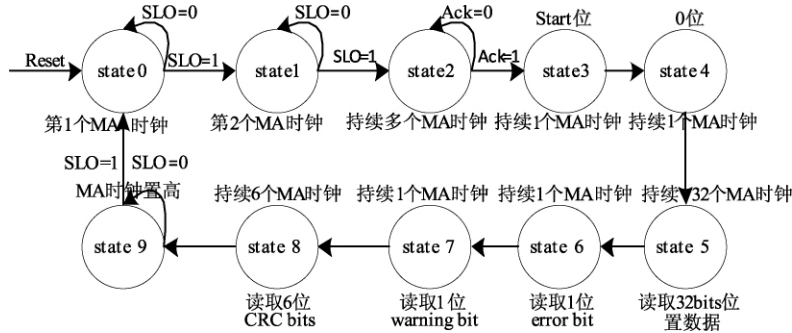 SLO=0
SLO=0
Ack=0
Start位
0位
Reset
state0
SLO=1
state1
SLO=1
state2
Ack=1
state3
state 4
第1个MA时钟
第2个MA时钟
持续多个MA时钟
持续1个MA时钟
持续1个MA时钟
SLO=1
SLO=0
MA时钟置高
持续6个MA时钟
持续1个MA时钟
持续1个MA时钟
持续32个MA时钟
state 9
state 8
state 7
state 6
state 5
读取6位
CRC bits
读取1位
warning bit
读取1位
error bit
读取32bits位
置数据